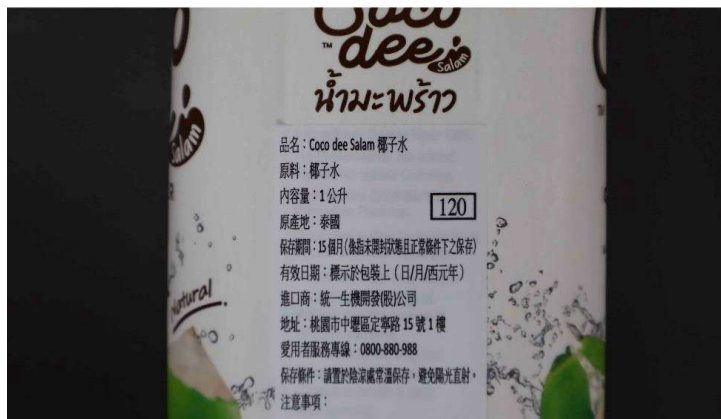 Coco
™ dee Salam
น้ำมะพร้าว
Salam
品名：Coco dee Salam 椰子水
原料：椰子水
內容量：1 公升
120
原產地：泰國
保存期間：15 個月（係指未開封狀態且正常條件下之保存）
有效日期：標示於包裝上（日/月/西元年）
進口商：統一生機開發(股)公司
Natural
地址：桃園市中壢區定寧路 15 號 1 樓
愛用者服務專線：0800-880-988
保存條件：請置於陰涼處常溫保存，避免陽光直射。
注意事項：